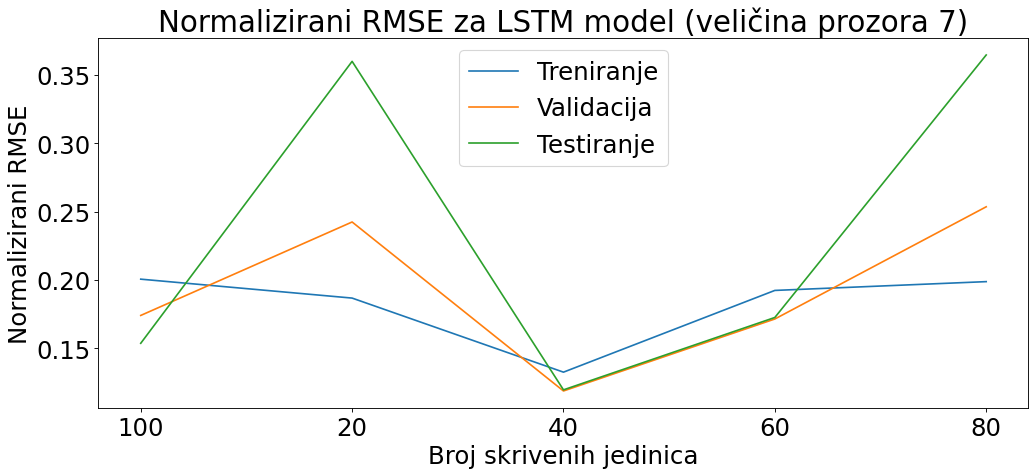 Normalizirani RMSE za LSTM model (veličina prozora 7)
Treniranje
Validacija
Testiranje
Normalizirani RMSE
0.35
0.30
0.25
0.20
0.15
100 20 40 60 80
Broj skrivenih jedinica